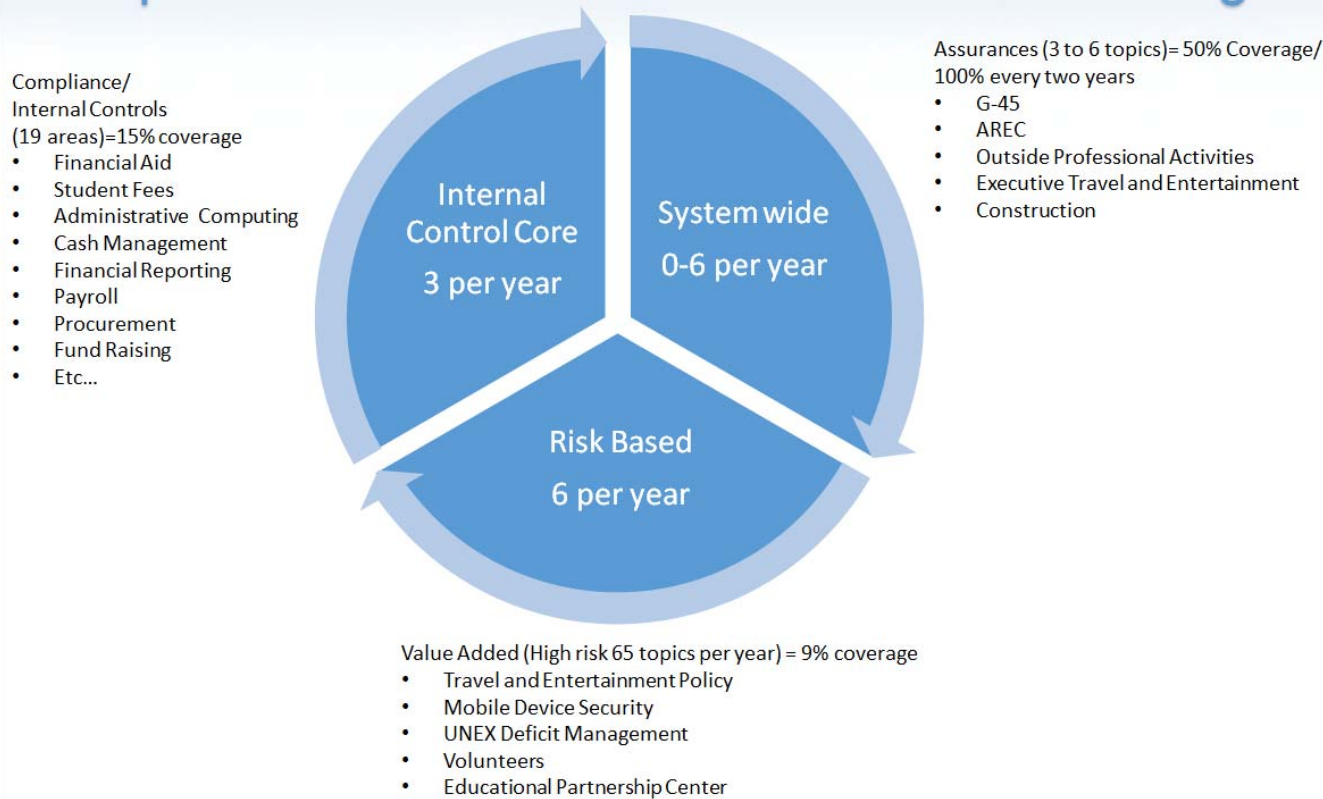 Compliance/
Internal Controls
(19 areas)=15% coverage
• Financial Aid
• Student Fees
• Administrative Computing
• Cash Management
• Financial Reporting
• Payroll
• Procurement
• Fund Raising
• Etc...
Internal
Control Core
3 per year
System wide
0-6 per year
Assurances (3 to 6 topics)= 50% Coverage/
100% every two years
• G-45
• AREC
• Outside Professional Activities
• Executive Travel and Entertainment
• Construction
Risk Based
6 per year
Value Added (High risk 65 topics per year) = 9% coverage
• Travel and Entertainment Policy
• Mobile Device Security
• UNEX Deficit Management
• Volunteers
• Educational Partnership Center